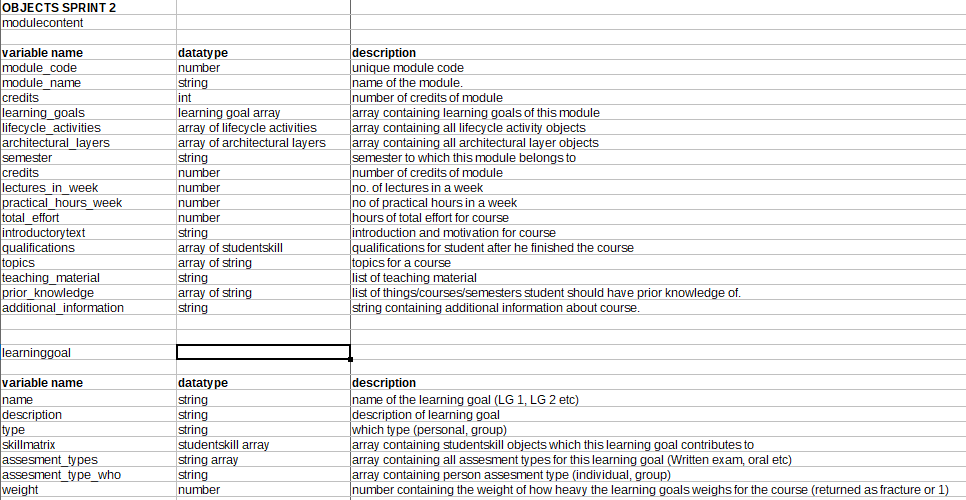 OBJECTS SPRINT 2
modulecontent
variable name datatype description
module_code number unique module code
module_name string name of the module.
credits int number of credits of module
learning_goals learning goal array array containing learning goals of this module
lifecycle_activities array of lifecycle activities array containing all lifecycle activity objects
architectural_layers array of architectural layers array containing all architectural layer objects
semester string semester to which this module belongs to
credits number number of credits of module
lectures_in_week number no. of lectures in a week
practical_hours_week number no of practical hours in a week
total_effort number hours of total effort for course
introductorytext string introduction and motivation for course
qualifications array of studentskill qualifications for student after he finished the course
topics array of string topics for a course
teaching_material string list of teaching material
prior_knowledge array of string list of things/courses/semesters student should have prior knowledge of.
additional_information string string containing additional information about course.
learninggoal
variable name datatype description
name string name of the learning goal (LG 1, LG 2 etc)
description string description of learning goal
type string which type (personal, group)
skillmatrix studentskill array array containing studentskill objects which this learning goal contributes to
assesment_types string array array containing all assesment types for this learning goal (Written exam, oral etc)
assesment_type_who string array containing person assesment type (individual, group)
weight number number containing the weight of how heavy the learning goals weighs for the course (returned as fracture or 1)